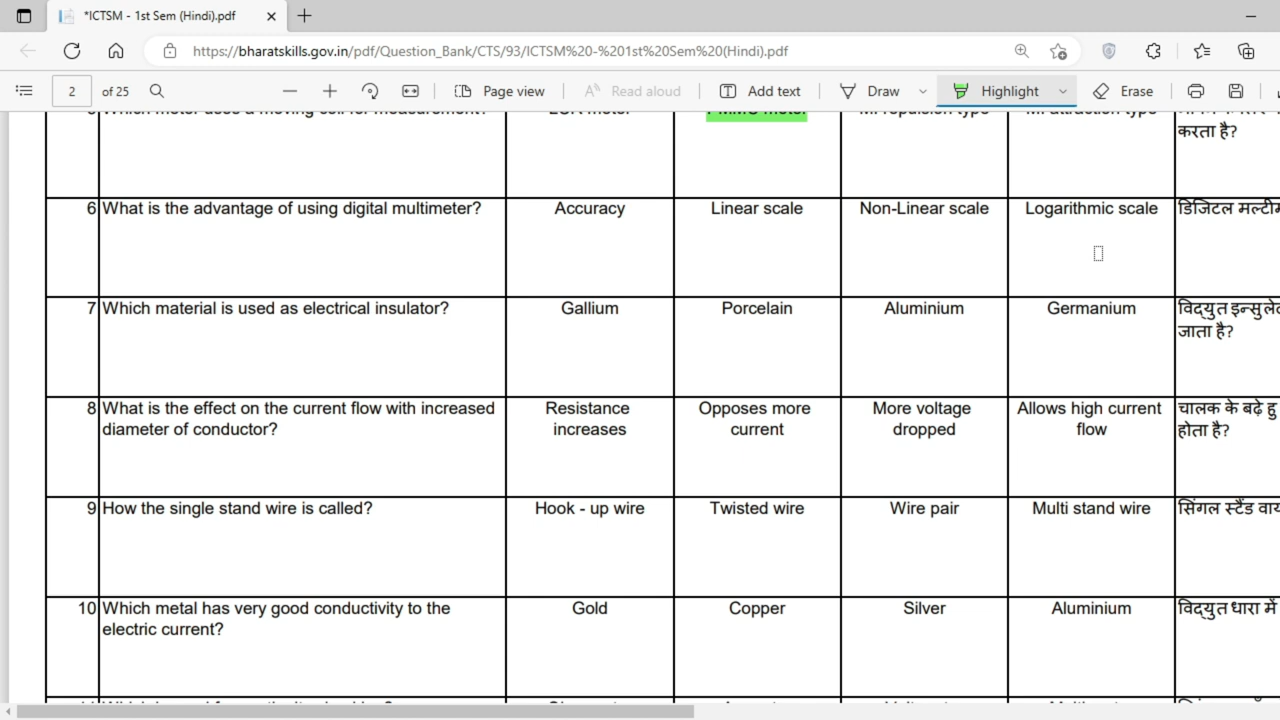 *ICTSM - 1st Sem (Hindi).pdf
https://bharatskills.gov.in/pdf/Question_Bank/CTS/93/ICTSM%20-%201st%20Sem%20(Hindi).pdf
2 of 25 Page view Read aloud Add text Draw Highlight Erase
करता है?
6 What is the advantage of using digital multimeter? Accuracy Linear scale Non-Linear scale Logarithmic scale डिजिटल
7 Which material is used as electrical insulator? Gallium Porcelain Aluminium Germanium विद्युत
जाता है?
8 What is the effect on the current flow with increased Resistance Opposes more More voltage Allows high current चालक के बढ़े हु
diameter of conductor? increases current dropped flow होता है?
9 How the single stand wire is called? Hook - up wire Twisted wire Wire pair Multi stand wire सिंगल स्टैंड
10 Which metal has very good conductivity to the Gold Copper Silver Aluminium विद्युत धारा में
electric current?